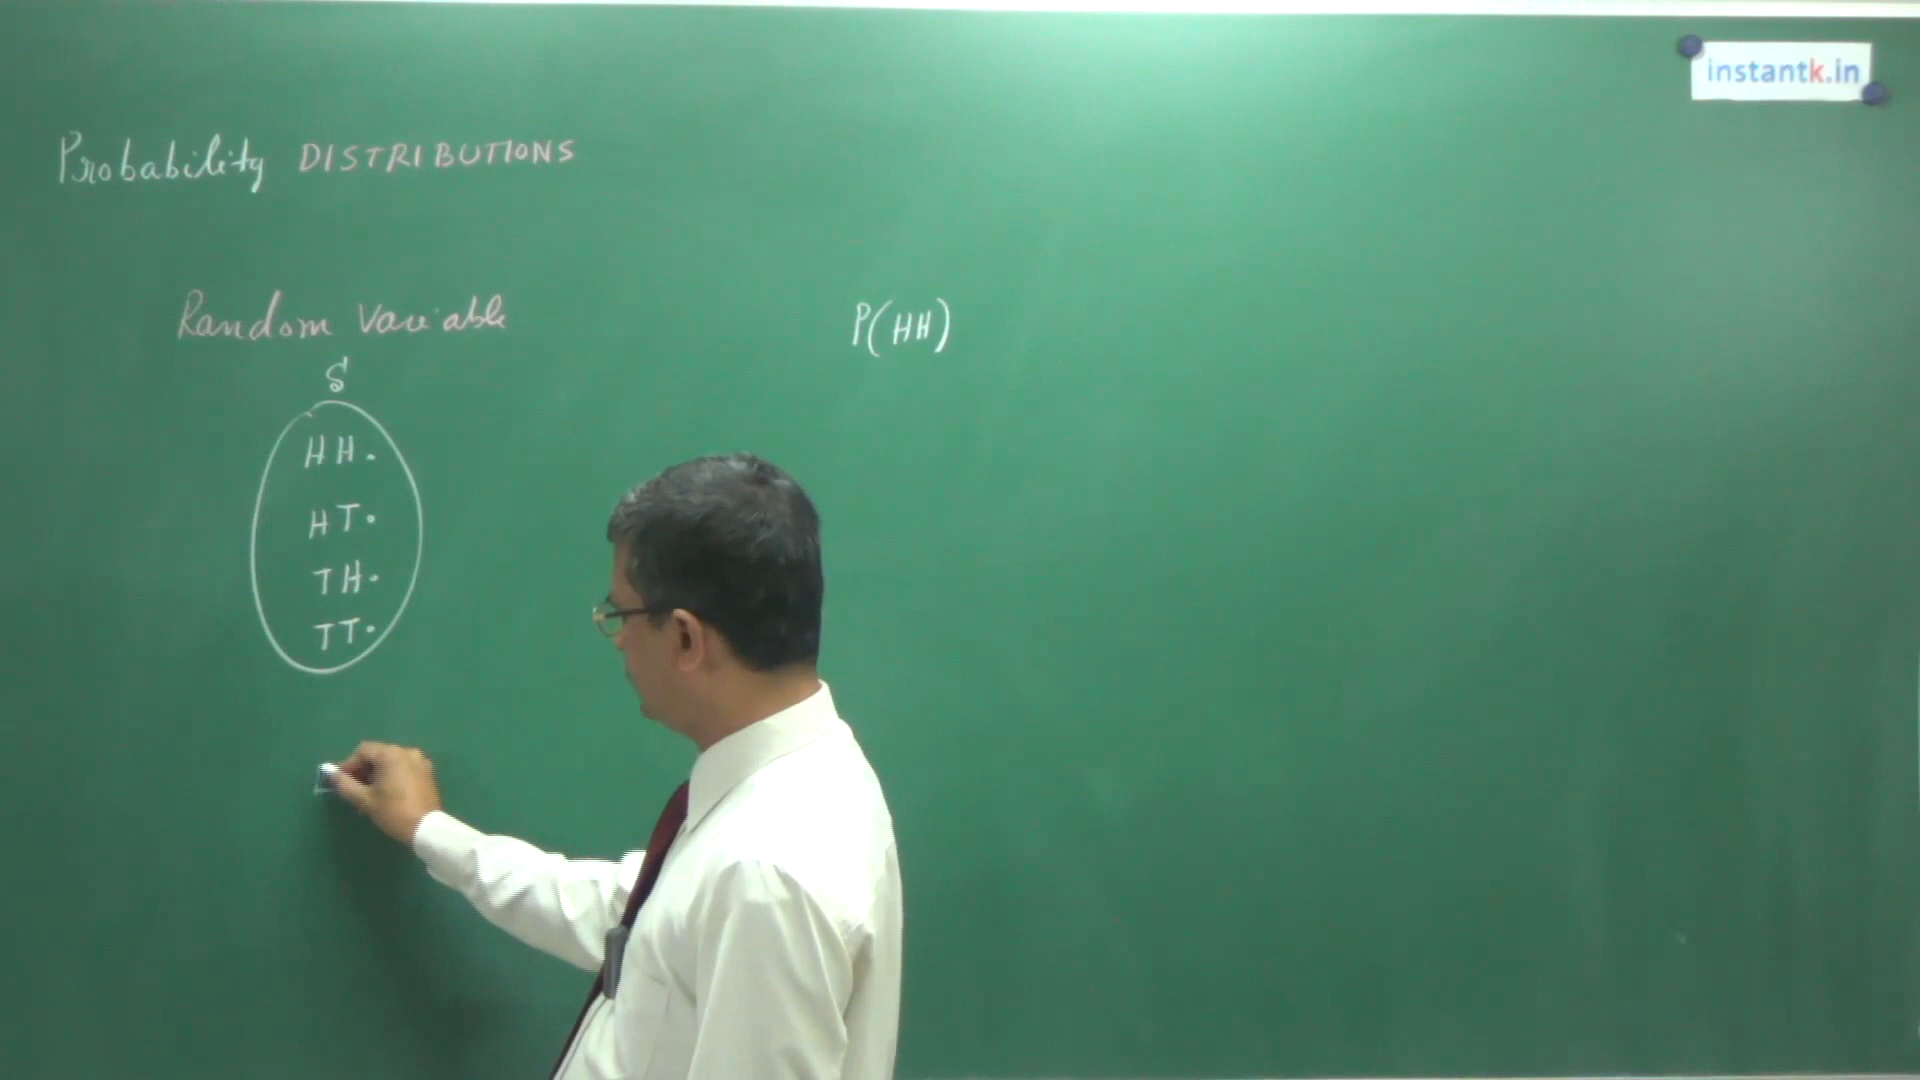 instantk.in
Probability DISTRIBUTIONS
Random Variable
P(HH)
S
HH.
HT.
TH.
TT.